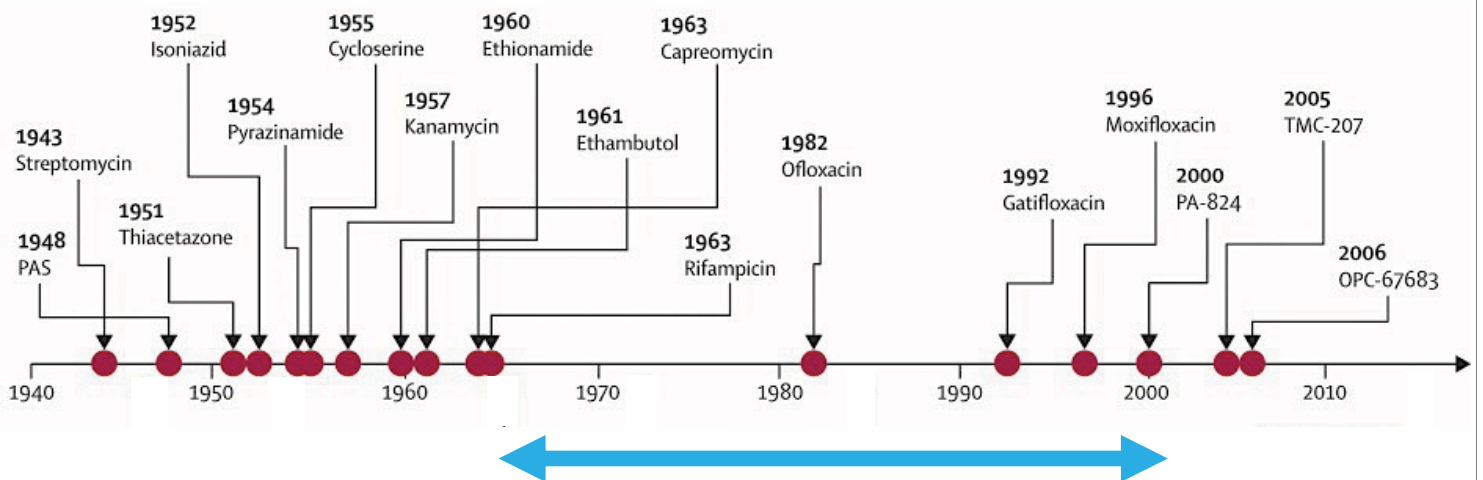 1952
Isoniazid
1955
Cycloserine
1960
Ethionamide
1963
Capreomycin
1954
Pyrazinamide
1957
Kanamycin
1961
Ethambutol
1996
Moxifloxacin
2005
TMC-207
1943
Streptomycin
1982
Ofloxacin
1992
Gatifloxacin
2000
PA-824
1951
Thiacetazone
1948
PAS
1963
Rifampicin
2006
OPC-67683
1940
1950
1960
1970
1980
1990
2000
2010